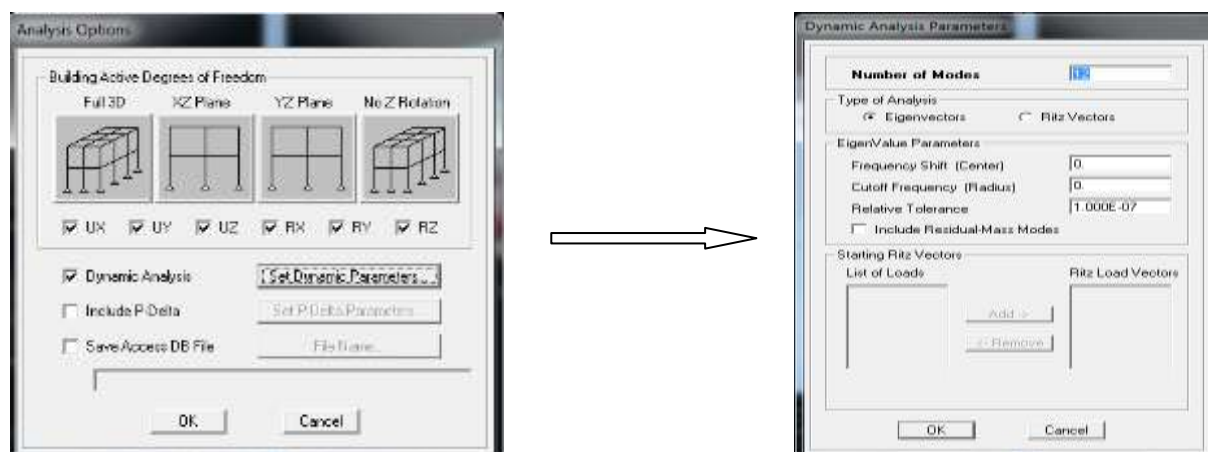 Analysis Options
Building Active Degrees of Freedom
Full 3D XZ Plane YZ Plane No Z Rotation
UX UY UZ RX RY RZ
Dynamic Analysis Set Dynamic Parameters...
Include P-Delta Set P-Delta Parameters...
Save Access DB File File Name...
OK Cancel
Dynamic Analysis Parameters
Number of Modes 12
Type of Analysis
Eigenvectors Ritz Vectors
EigenValue Parameters
Frequency Shift (Center) 0.
Cutoff Frequency (Radius) 0.
Relative Tolerance 1.000E-07
Include Residual-Mass Modes
Starting Ritz Vectors
List of Loads Ritz Load Vectors
Add ->
<- Remove
OK Cancel